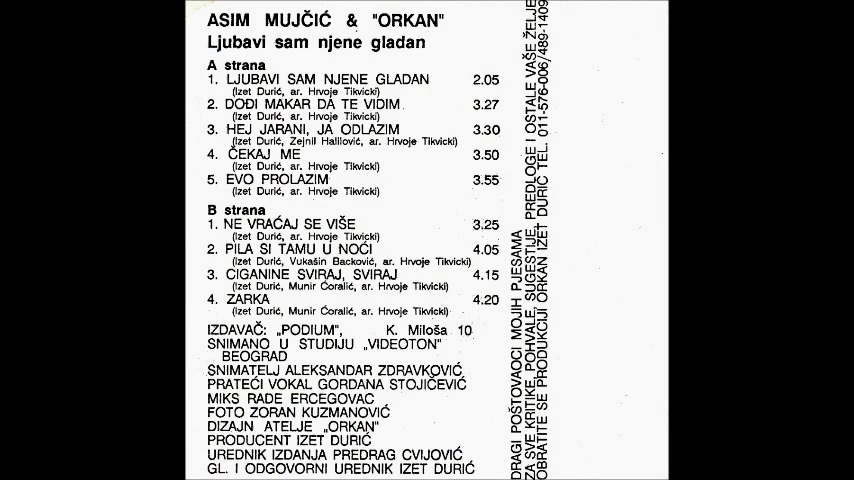 ASIM MUJČIĆ & "ORKAN"
Ljubavi sam njene gladan
A strana
1. LJUBAVI SAM NJENE GLADAN 2.05
(Izet Durić, ar. Hrvoje Tikvicki)
2. DOĐI MAKAR DA TE VIDIM 3.27
(Izet Durić, ar. Hrvoje Tikvicki)
3. HEJ JARANI, JA ODLAZIM 3.30
(Izet Durić, Zejnil Halilović, ar. Hrvoje Tikvicki)
4. ČEKAJ ME 3.50
(Izet Durić, ar. Hrvoje Tikvicki)
5. EVO PROLAZIM 3.55
(Izet Durić, ar. Hrvoje Tikvicki)
B strana
1. NE VRAĆAJ SE VIŠE 3.25
(Izet Durić, ar. Hrvoje Tikvicki)
2. PILA SI TAMU U NOĆI 4.05
(Izet Durić, Vukašin Backović, ar. Hrvoje Tikvicki)
3. CIGANINE SVIRAJ, SVIRAJ 4.15
(Izet Durić, Munir Ćoralić, ar. Hrvoje Tikvicki)
4. ZARKA 4.20
(Izet Durić, Munir Ćoralić, ar. Hrvoje Tikvicki)
IZDAVAČ: „PODIUM", K. Miloša 10
SNIMANO U STUDIJU „VIDEOTON"
BEOGRAD
SNIMATELJ ALEKSANDAR ZDRAVKOVIĆ
PRATEĆI VOKAL GORDANA STOJIČEVIĆ
MIKS RADE ERCEGOVAC
FOTO ZORAN KUZMANOVIĆ
DIZAJN ATELJE „ORKAN"
PRODUCENT IZET DURIĆ
UREDNIK IZDANJA PREDRAG CVIJOVIĆ
GL. I ODGOVORNI UREDNIK IZET DURIĆ
DRAGI POŠTOVAOCI MOJIH PJESAMA
ZA SVE KRITIKE, POHVALE, SUGESTIJE, PREDLOGE I OSTALE VAŠE ŽELJE
OBRATITE SE PRODUKCIJI ORKAN IZET DURIĆ TEL. 011-576-006/489-1409